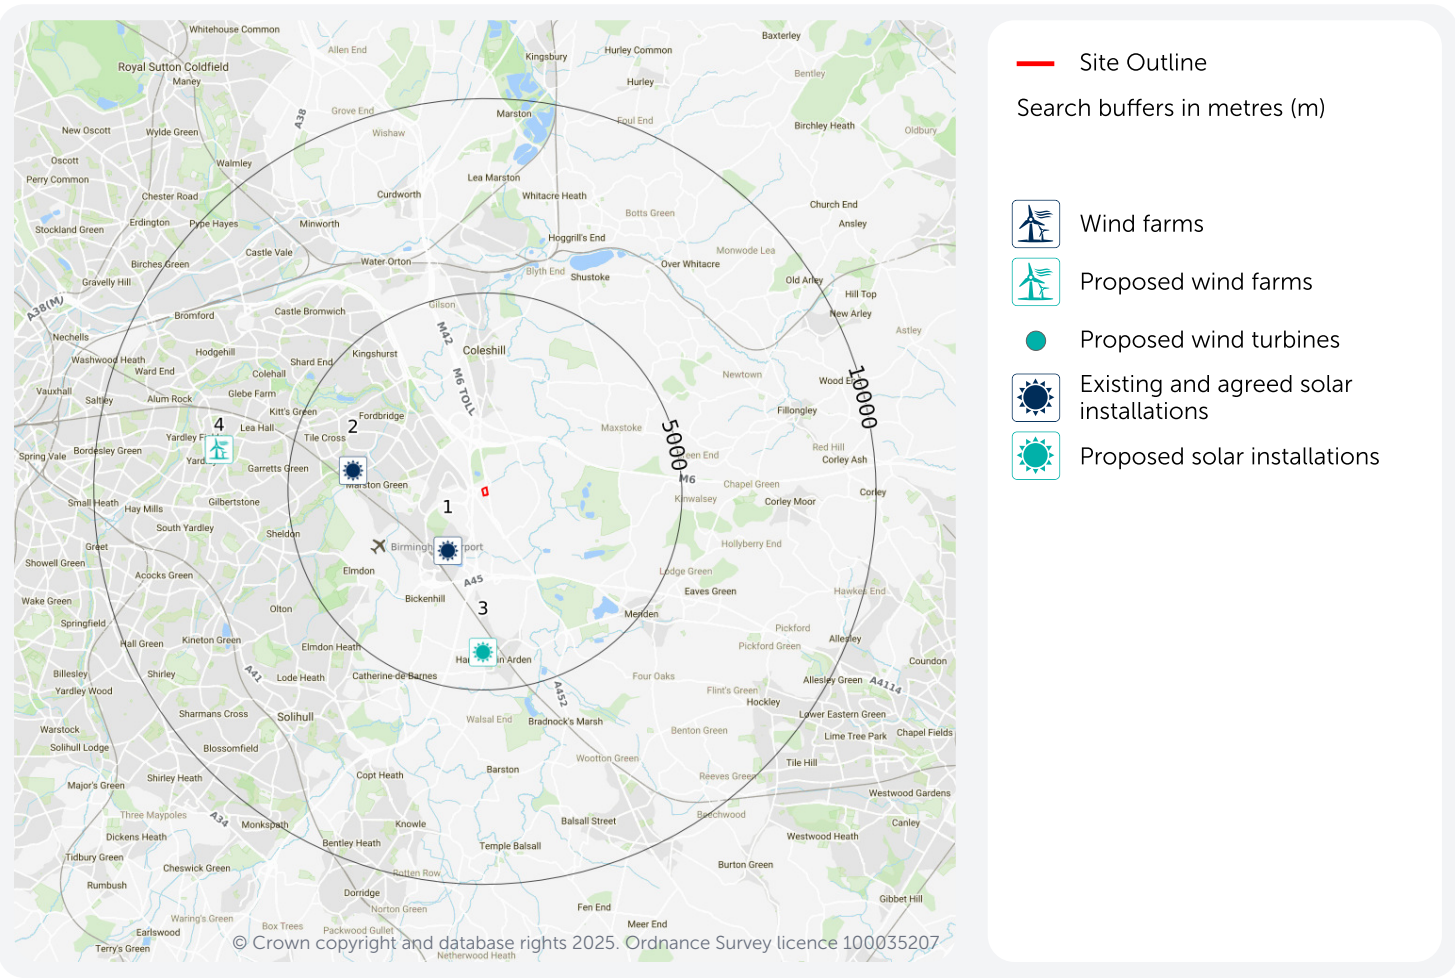 Whitehouse Common
Baxterley
Allen End
Hurley Common
Kingsbury
Royal Sutton Coldfield
Maney
Hurley
Bentley
Grove End
Marston
A38
Foul End
New Oscott
Wylde Green
Wishaw
Birchley Heath
Oldbury
Oscott
Walmley
Perry Common
Lea Marston
Chester Road
Curdworth
Whitacre Heath
Church End
Botts Green
Ansley
Erdington
Pype Hayes
Minworth
Stockland Green
Hoggrill's End
Castle Vale
Monwode Lea
Birches Green
Water Orton
Over Whitacre
Blyth End
Shustoke
Gravelly Hill
Old Arley
Hill Top
A38(M)
Gilson
Bromford
Castle Bromwich
New Arley
Astley
Nechells
M42
Hodgehill
Coleshill
Kingshurst
Washwood Heath
Shard End
Ward End
Colehall
Newtown
Wood E
10000
Vauxhall
Saltley
Alum Rock
Glebe Farm
M6 TOLL
Kitt's Green
Fordbridge
Fillongley
4
Lea Hall
2
Maxstoke
5000
Yardley F
Tile Cross
Red Hill
Bordesley Green
Spring Vale
Yard
Garretts Green
een End
Corley Ash
Marston Green
M6
Chapel Green
Corley
Small Heath
Hay Mills
Gilbertstone
1
Kinwalsey
Corley Moor
South Yardley
Sheldon
Greet
Birmingh
irport
Hollyberry End
Showell Green
Acocks Green
Elmdon
Lodge Green
A45
Wake Green
Bickenhill
Eaves Green
Hawkes End
Olton
3
Meriden
Springfield
Pickford
Hall Green
Kineton Green
Elmdon Heath
Allesley
Pickford Green
Ham
n in Arden
Coundon
Billesley
Shirley
A41
Lode Heath
Catherine-de-Barnes
Four Oaks
Allesley Green
A4114
Yardley Wood
Flint's Green
A452
Hockley
Sharmans Cross
Solihull
Walsal End
Bradnock's Marsh
Lower Eastern Green
Warstock
Benton Green
Lime Tree Park
Chapel Fields
Solihull Lodge
Blossomfield
Wootton Green
Tile Hill
Shirley Heath
Copt Heath
Barston
Reeves Green
Major's Green
Westwood Gardens
Three Maypoles
A34
Monkspath
Knowle
Balsall Street
Beechwood
Canley
Dickens Heath
Bentley Heath
Temple Balsall
Westwood Heath
Tidbury Green
Cheswick Green
Rotten Row
Burton Green
Rumbush
Dorridge
Gibbet Hill
Norton Green
Fen End
Waring's Green
Box Trees
Packwood Gullet
Meer End
Earlswood
Terry's Green
Netherwood Heath
© Crown copyright and database rights 2025. Ordnance Survey licence 100035207
Site Outline
Search buffers in metres (m)
Wind farms
Proposed wind farms
Proposed wind turbines
Existing and agreed solar
installations
Proposed solar installations